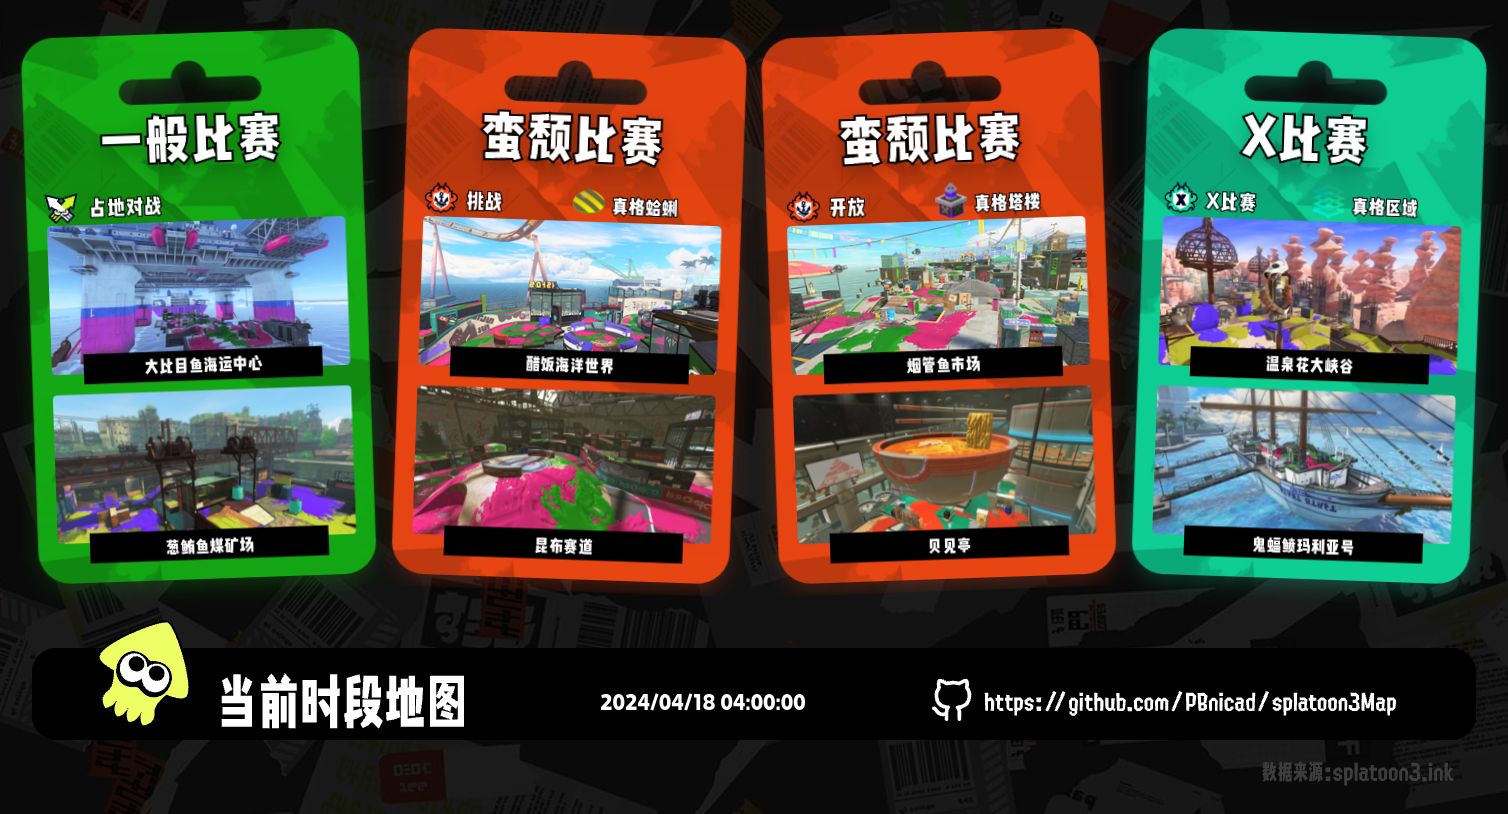 一般比赛
占地对战
大比目鱼海运中心
葱鲔鱼煤矿场
蛮颓比赛
挑战
真格蛤蜊
醋饭海洋世界
昆布赛道
蛮颓比赛
开放
真格塔楼
烟管鱼市场
贝贝亭
X比赛
X比赛
真格区域
温泉花大峡谷
鬼蝠鲼玛利亚号
当前时段地图
2024/04/18 04:00:00
https://github.com/PBnicad/splatoon3Map
数据来源:splatoon3.ink